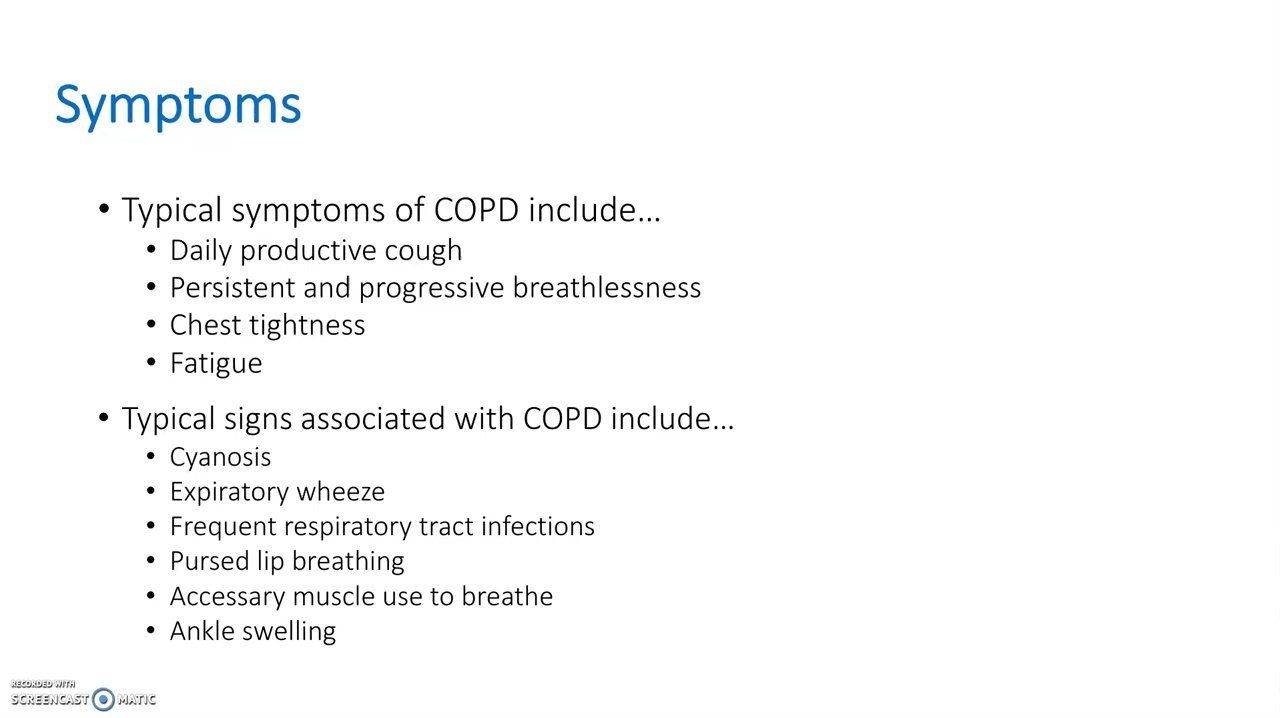 Symptoms
• Typical symptoms of COPD include...
• Daily productive cough
• Persistent and progressive breathlessness
• Chest tightness
• Fatigue
• Typical signs associated with COPD include...
• Cyanosis
• Expiratory wheeze
• Frequent respiratory tract infections
• Pursed lip breathing
• Accessary muscle use to breathe
• Ankle swelling
RECORDED WITH
SCREENCAST MATIC